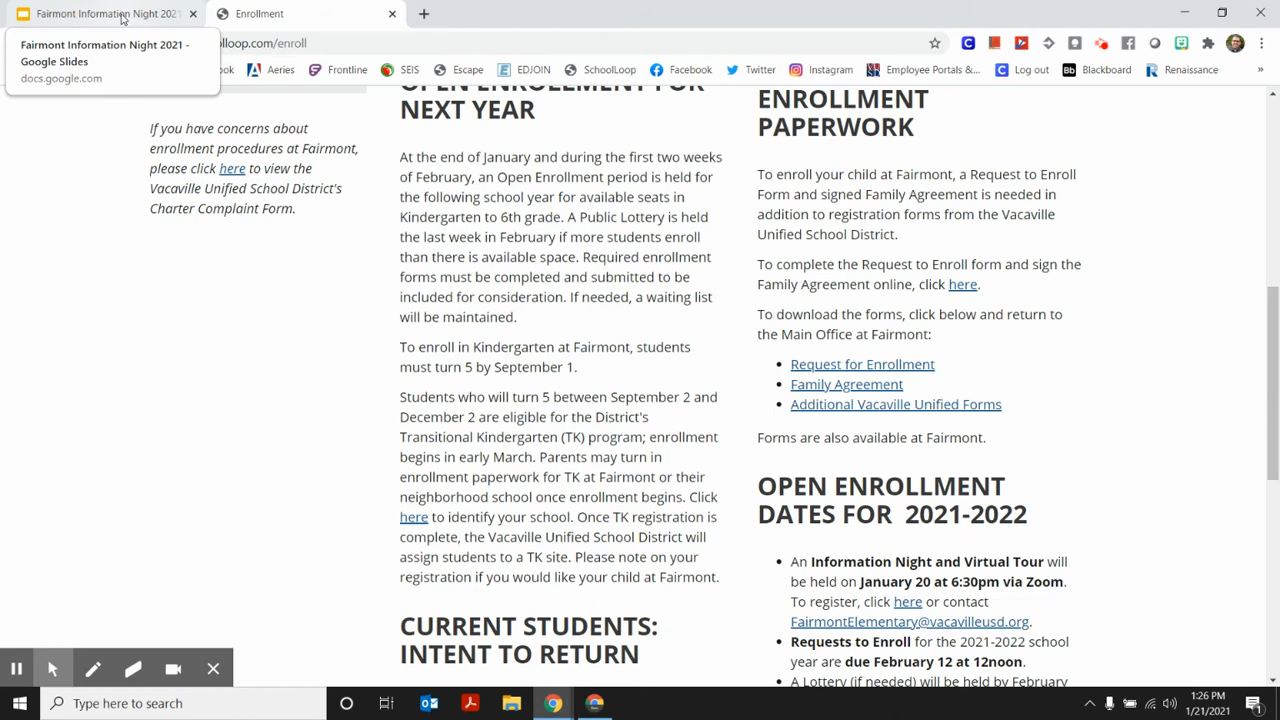 Fairmont Information Night 2021
Enrollment
Fairmont Information Night 2021 -
Google Slides
docs.google.com
olloop.com/enroll
ok
Aeries
Frontline
SEIS
Escape
EDJOIN
SchoolLoop
Facebook
Twitter
Instagram
Employee Portals &...
Log out
Blackboard
Renaissance
»
If you have concerns about
enrollment procedures at Fairmont,
please click here to view the
Vacaville Unified School District's
Charter Complaint Form.
OPEN ENROLLMENT FOR
NEXT YEAR
At the end of January and during the first two weeks
of February, an Open Enrollment period is held for
the following school year for available seats in
Kindergarten to 6th grade. A Public Lottery is held
the last week in February if more students enroll
than there is available space. Required enrollment
forms must be completed and submitted to be
included for consideration. If needed, a waiting list
will be maintained.
To enroll in Kindergarten at Fairmont, students
must turn 5 by September 1.
Students who will turn 5 between September 2 and
December 2 are eligible for the District's
Transitional Kindergarten (TK) program; enrollment
begins in early March. Parents may turn in
enrollment paperwork for TK at Fairmont or their
neighborhood school once enrollment begins. Click
here to identify your school. Once TK registration is
complete, the Vacaville Unified School District will
assign students to a TK site. Please note on your
registration if you would like your child at Fairmont.
CURRENT STUDENTS:
INTENT TO RETURN
ENROLLMENT
PAPERWORK
To enroll your child at Fairmont, a Request to Enroll
Form and signed Family Agreement is needed in
addition to registration forms from the Vacaville
Unified School District.
To complete the Request to Enroll form and sign the
Family Agreement online, click here.
To download the forms, click below and return to
the Main Office at Fairmont:
• Request for Enrollment
• Family Agreement
• Additional Vacaville Unified Forms
Forms are also available at Fairmont.
OPEN ENROLLMENT
DATES FOR 2021-2022
• An Information Night and Virtual Tour will
be held on January 20 at 6:30pm via Zoom.
To register, click here or contact
FairmontElementary@vacavilleusd.org.
• Requests to Enroll for the 2021-2022 school
year are due February 12 at 12noon.
• A Lottery (if needed) will be held by February
Type here to search
1:26 PM
1/21/2021